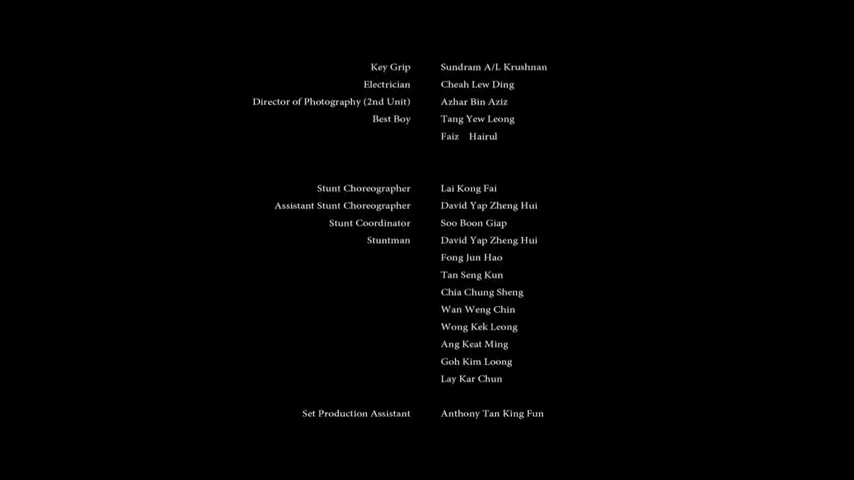 Key Grip Sundram A/L Krushnan
Electrician Cheah Lew Ding
Director of Photography (2nd Unit) Azhar Bin Aziz
Best Boy Tang Yew Leong
Faiz Hairul
Stunt Choreographer Lai Kong Fai
Assistant Stunt Choreographer David Yap Zheng Hui
Stunt Coordinator Soo Boon Giap
Stuntman David Yap Zheng Hui
Fong Jun Hao
Tan Seng Kun
Chia Chung Sheng
Wan Weng Chin
Wong Kek Leong
Ang Keat Ming
Goh Kim Loong
Lay Kar Chun
Set Production Assistant Anthony Tan King Fun